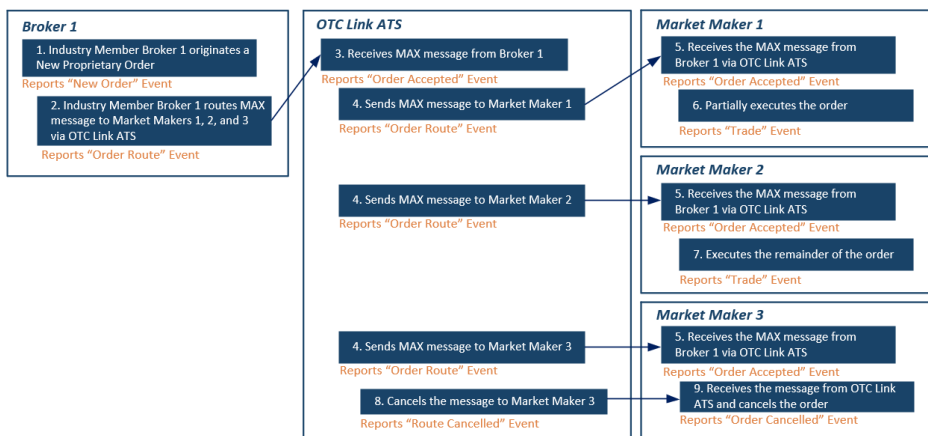 Broker 1
1. Industry Member Broker 1 originates a
New Proprietary Order
Reports “New Order” Event
2. Industry Member Broker 1 routes MAX
message to Market Makers 1, 2, and 3
via OTC Link ATS
Reports “Order Route” Event
OTC Link ATS
3. Receives MAX message from Broker 1
Reports “Order Accepted” Event
4. Sends MAX message to Market Maker 1
Reports “Order Route” Event
4. Sends MAX message to Market Maker 2
Reports “Order Route” Event
4. Sends MAX message to Market Maker 3
Reports “Order Route” Event
8. Cancels the message to Market Maker 3
Reports “Route Cancelled” Event
Market Maker 1
5. Receives the MAX message from
Broker 1 via OTC Link ATS
Reports “Order Accepted” Event
6. Partially executes the order
Reports “Trade” Event
Market Maker 2
5. Receives the MAX message from
Broker 1 via OTC Link ATS
Reports “Order Accepted” Event
7. Executes the remainder of the order
Reports “Trade” Event
Market Maker 3
5. Receives the MAX message from
Broker 1 via OTC Link ATS
Reports “Order Accepted” Event
9. Receives the message from OTC Link
ATS and cancels the order
Reports “Order Cancelled” Event